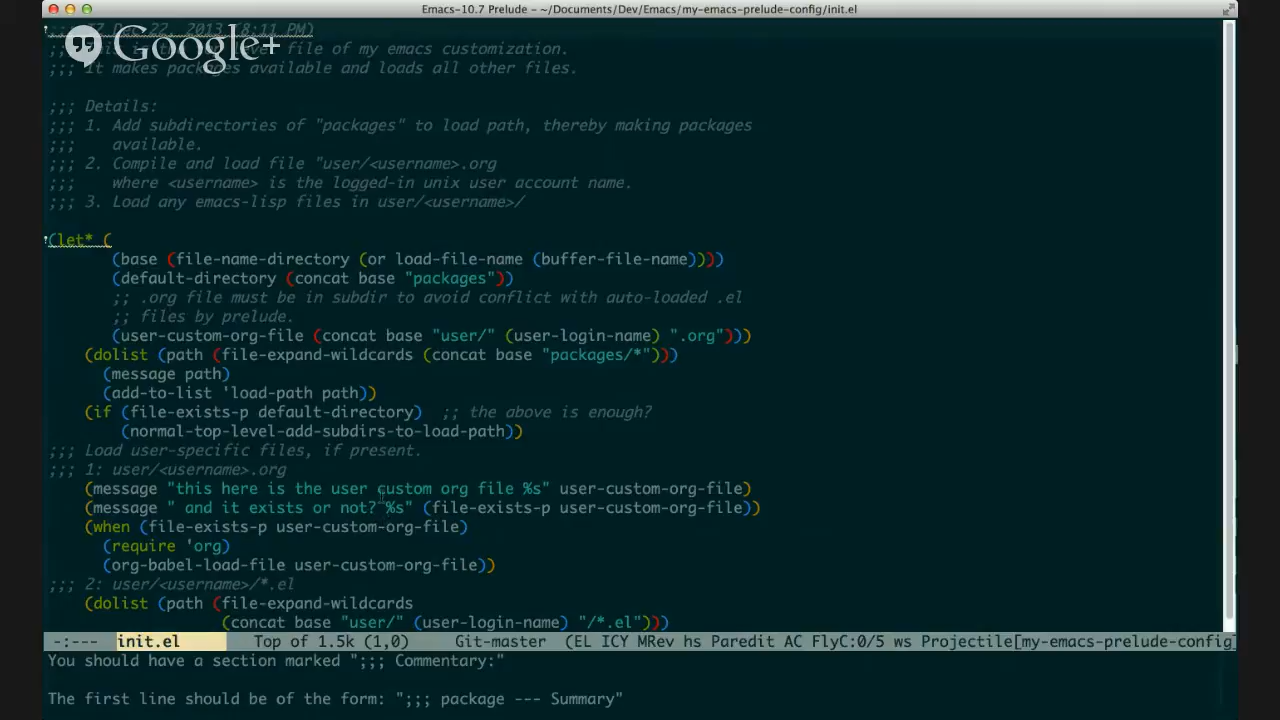 Emacs-10.7 Prelude - ~/Documents/Dev/Emacs/my-emacs-prelude-config/init.el
Google+
22, 2013 (8:11 PM)
file of my emacs customization.
;;; It makes packages available and loads all other files.
;;; Details:
;;; 1. Add subdirectories of "packages" to load path, thereby making packages
;;;    available.
;;; 2. Compile and load file "user/<username>.org
;;;    where <username> is the logged-in unix user account name.
;;; 3. Load any emacs-lisp files in user/<username>/
(let* (
(base (file-name-directory (or load-file-name (buffer-file-name))))
(default-directory (concat base "packages"))
;; .org file must be in subdir to avoid conflict with auto-loaded .el
;; files by prelude.
(user-custom-org-file (concat base "user/" (user-login-name) ".org")))
(dolist (path (file-expand-wildcards (concat base "packages/*")))
(message path)
(add-to-list 'load-path path))
(if (file-exists-p default-directory)  ;; the above is enough?
(normal-top-level-add-subdirs-to-load-path))
;;; Load user-specific files, if present.
;;; 1: user/<username>.org
(message "this here is the user custom org file %s" user-custom-org-file)
(message " and it exists or not? %s" (file-exists-p user-custom-org-file))
(when (file-exists-p user-custom-org-file)
(require 'org)
(org-babel-load-file user-custom-org-file))
;;; 2: user/<username>/*.el
(dolist (path (file-expand-wildcards
(concat base "user/" (user-login-name) "/*.el")))
-:--- init.el Top of 1.5k (1,0) Git-master (EL ICY MRev hs Paredit AC FlyC:0/5 ws Projectile[my-emacs-prelude-config]
You should have a section marked ";;; Commentary:"
The first line should be of the form: ";;; package --- Summary"